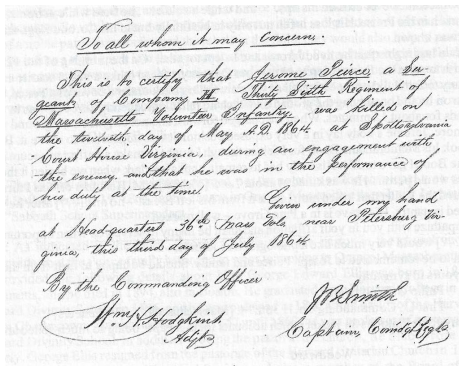 To all whom it may concern.
This is to certify that Jerome Peirce a Ser-
geant of Company H, Thirty Sixth Regiment of
Massachusetts Volunteer Infantry was killed on
the twelvth day of May A.D. 1864 at Spottsylvania
Court House Virginia, during an engagement with
the enemy and that he was in the performance of
his duty at the time.
Given under my hand
at Head-quarters 36th Mass Vols, near Petersburg Vir-
ginia, this third day of July 1864
By the Commanding Officer
Wm H. Hodgkins
Adjt
Smith
Captain, Comdg Regt